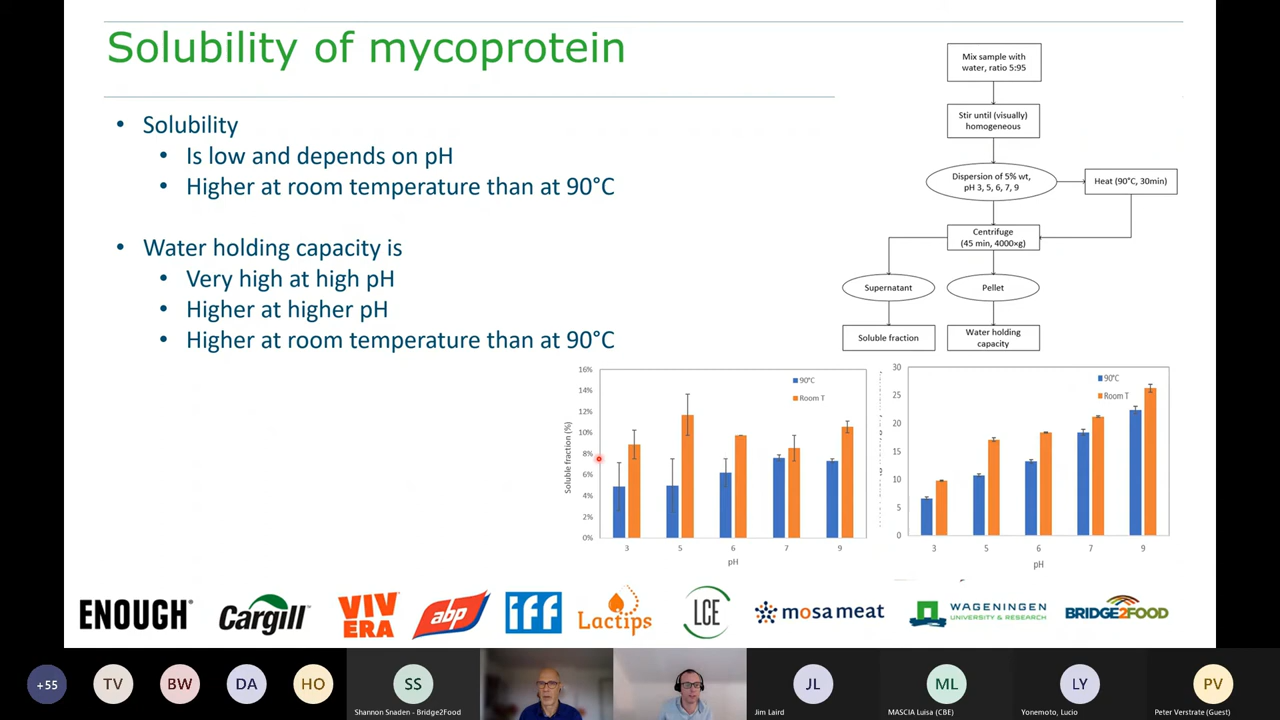 Solubility of mycoprotein
• Solubility
• Is low and depends on pH
• Higher at room temperature than at 90°C
• Water holding capacity is
• Very high at high pH
• Higher at higher pH
• Higher at room temperature than at 90°C
Mix sample with
water, ratio 5:95
Stir until (visually)
homogeneous
Dispersion of 5% wt,
pH 3, 5, 6, 7, 9
Heat (90°C, 30min)
Centrifuge
(45 min, 4000×g)
Supernatant
Pellet
Soluble fraction
Water holding
capacity
Soluble fraction (%)
16%
14%
12%
10%
8%
6%
4%
2%
0%
90°C
Room T
3 5 6 7 9
pH
30
25
20
15
10
5
0
90°C
Room T
3 5 6 7 9
pH
ENOUGH
Cargill
VIV
ERA
abp
iff
Lactips
LCE
mosa meat
WAGENINGEN
UNIVERSITY & RESEARCH
BRIDGE2FOOD
+55
TV
BW
DA
HO
SS
Shannon Snaden - Bridge2Food
JL
Jim Laird
ML
MASCIA Luisa (CBE)
LY
Yonemoto, Lucio
PV
Peter Verstrate (Guest)